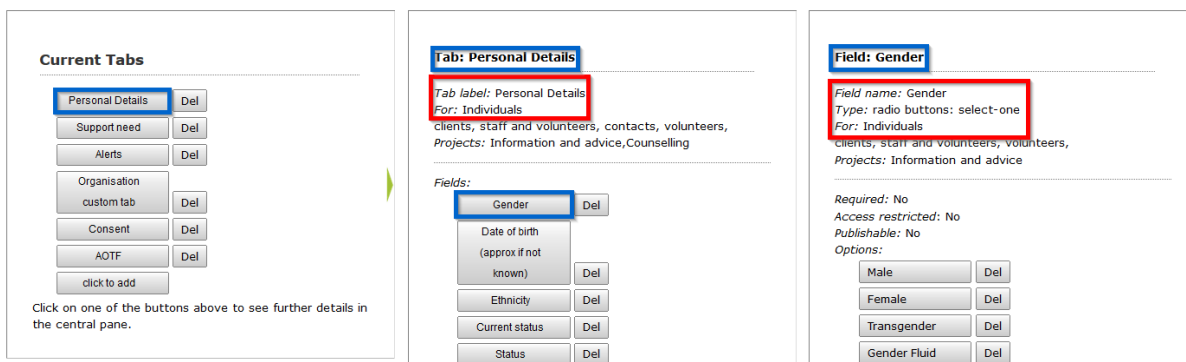 Current Tabs
Personal Details Del
Support need Del
Alerts Del
Organisation
custom tab Del
Consent Del
AOTF Del
click to add
Click on one of the buttons above to see further details in
the central pane.
Tab: Personal Details
Tab label: Personal Details
For: Individuals
clients, staff and volunteers, contacts, volunteers,
Projects: Information and advice,Counselling
Fields:
Gender Del
Date of birth
(approx if not
known) Del
Ethnicity Del
Current status Del
Status Del
Field: Gender
Field name: Gender
Type: radio buttons: select-one
For: Individuals
clients, staff and volunteers, volunteers,
Projects: Information and advice
Required: No
Access restricted: No
Publishable: No
Options:
Male Del
Female Del
Transgender Del
Gender Fluid Del